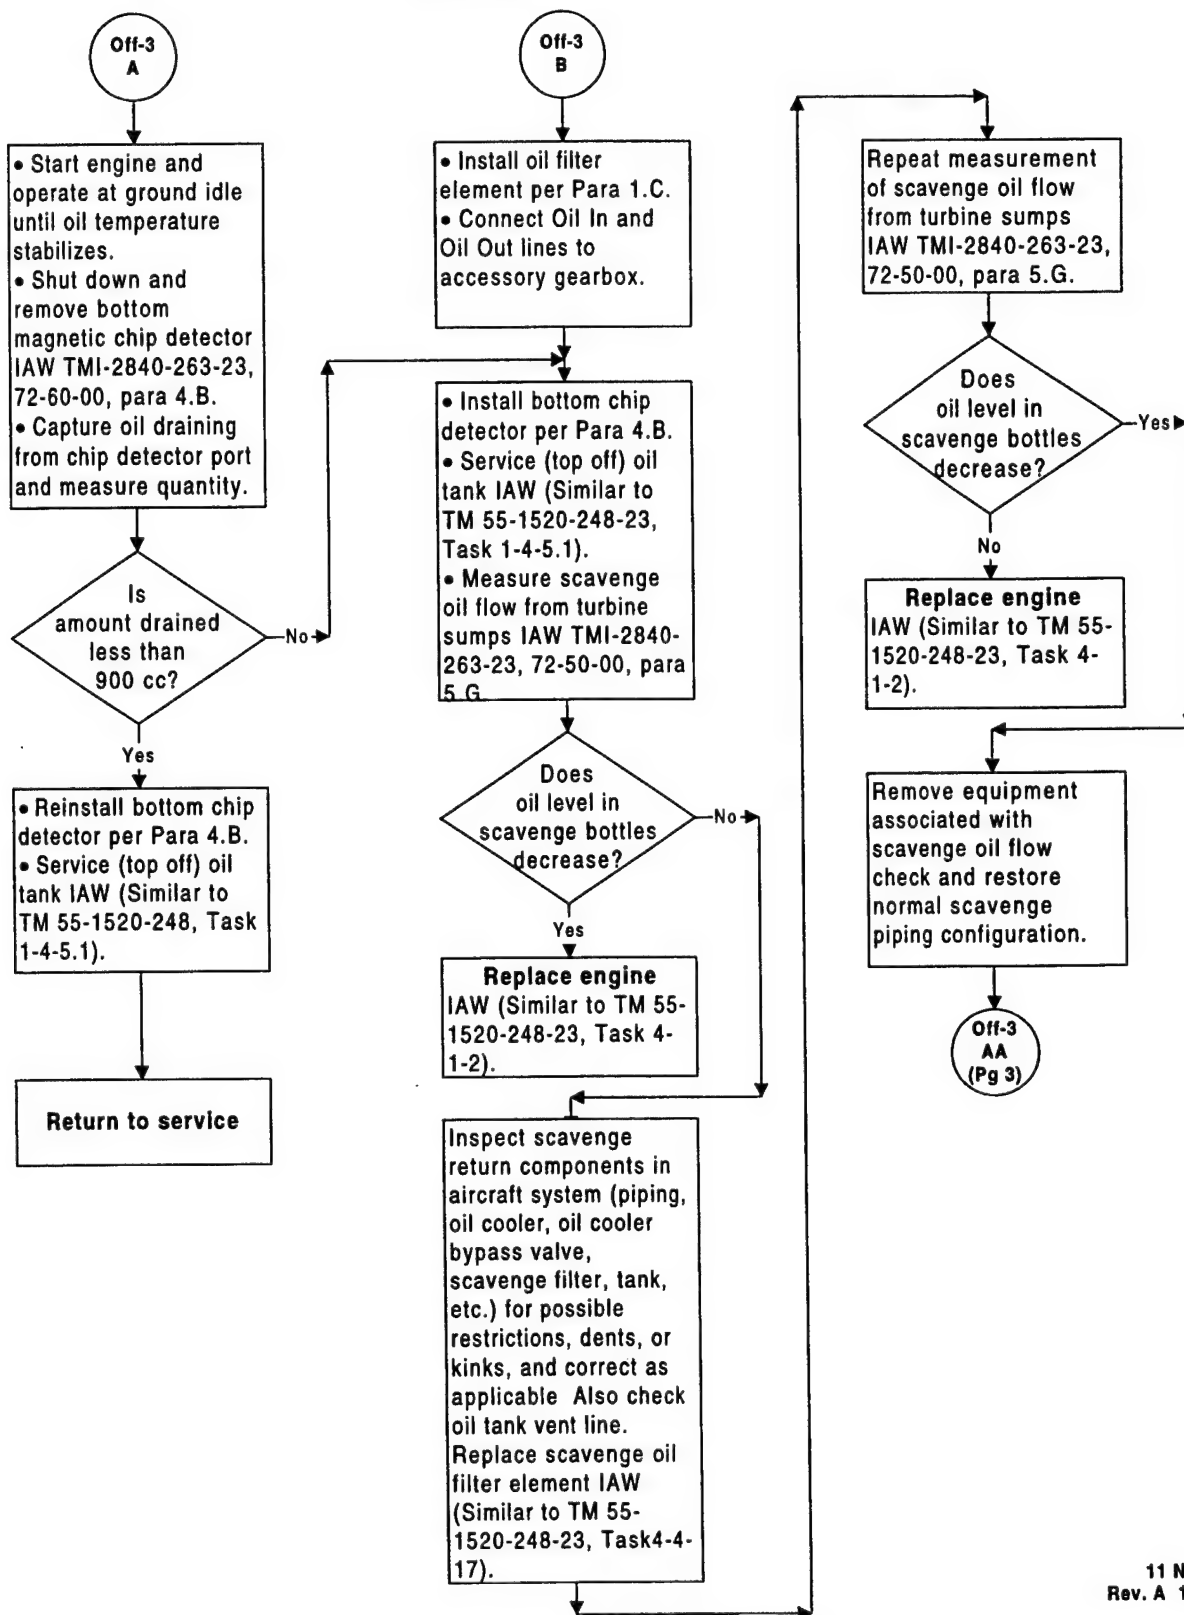 Off-3
A
• Start engine and
operate at ground idle
until oil temperature
stabilizes.
• Shut down and
remove bottom
magnetic chip detector
IAW TMI-2840-263-23,
72-60-00, para 4.B.
• Capture oil draining
from chip detector port
and measure quantity.
Is
amount drained
less than
900 cc?
No
Yes
• Reinstall bottom chip
detector per Para 4.B.
• Service (top off) oil
tank IAW (Similar to
TM 55-1520-248, Task
1-4-5.1).
Return to service
Off-3
B
• Install oil filter
element per Para 1.C.
• Connect Oil In and
Oil Out lines to
accessory gearbox.
• Install bottom chip
detector per Para 4.B.
• Service (top off) oil
tank IAW (Similar to
TM 55-1520-248-23,
Task 1-4-5.1).
• Measure scavenge
oil flow from turbine
sumps IAW TMI-2840-
263-23, 72-50-00, para
5.G.
Does
oil level in
scavenge bottles
decrease?
No
Yes
Replace engine
IAW (Similar to TM 55-
1520-248-23, Task 4-
1-2).
Inspect scavenge
return components in
aircraft system (piping,
oil cooler, oil cooler
bypass valve,
scavenge filter, tank,
etc.) for possible
restrictions, dents, or
kinks, and correct as
applicable Also check
oil tank vent line.
Replace scavenge oil
filter element IAW
(Similar to TM 55-
1520-248-23, Task4-4-
17).
Repeat measurement
of scavenge oil flow
from turbine sumps
IAW TMI-2840-263-23,
72-50-00, para 5.G.
Does
oil level in
scavenge bottles
decrease?
Yes
No
Replace engine
IAW (Similar to TM 55-
1520-248-23, Task 4-
1-2).
Remove equipment
associated with
scavenge oil flow
check and restore
normal scavenge
piping configuration.
Off-3
AA
(Pg 3)
11 N
Rev. A 1